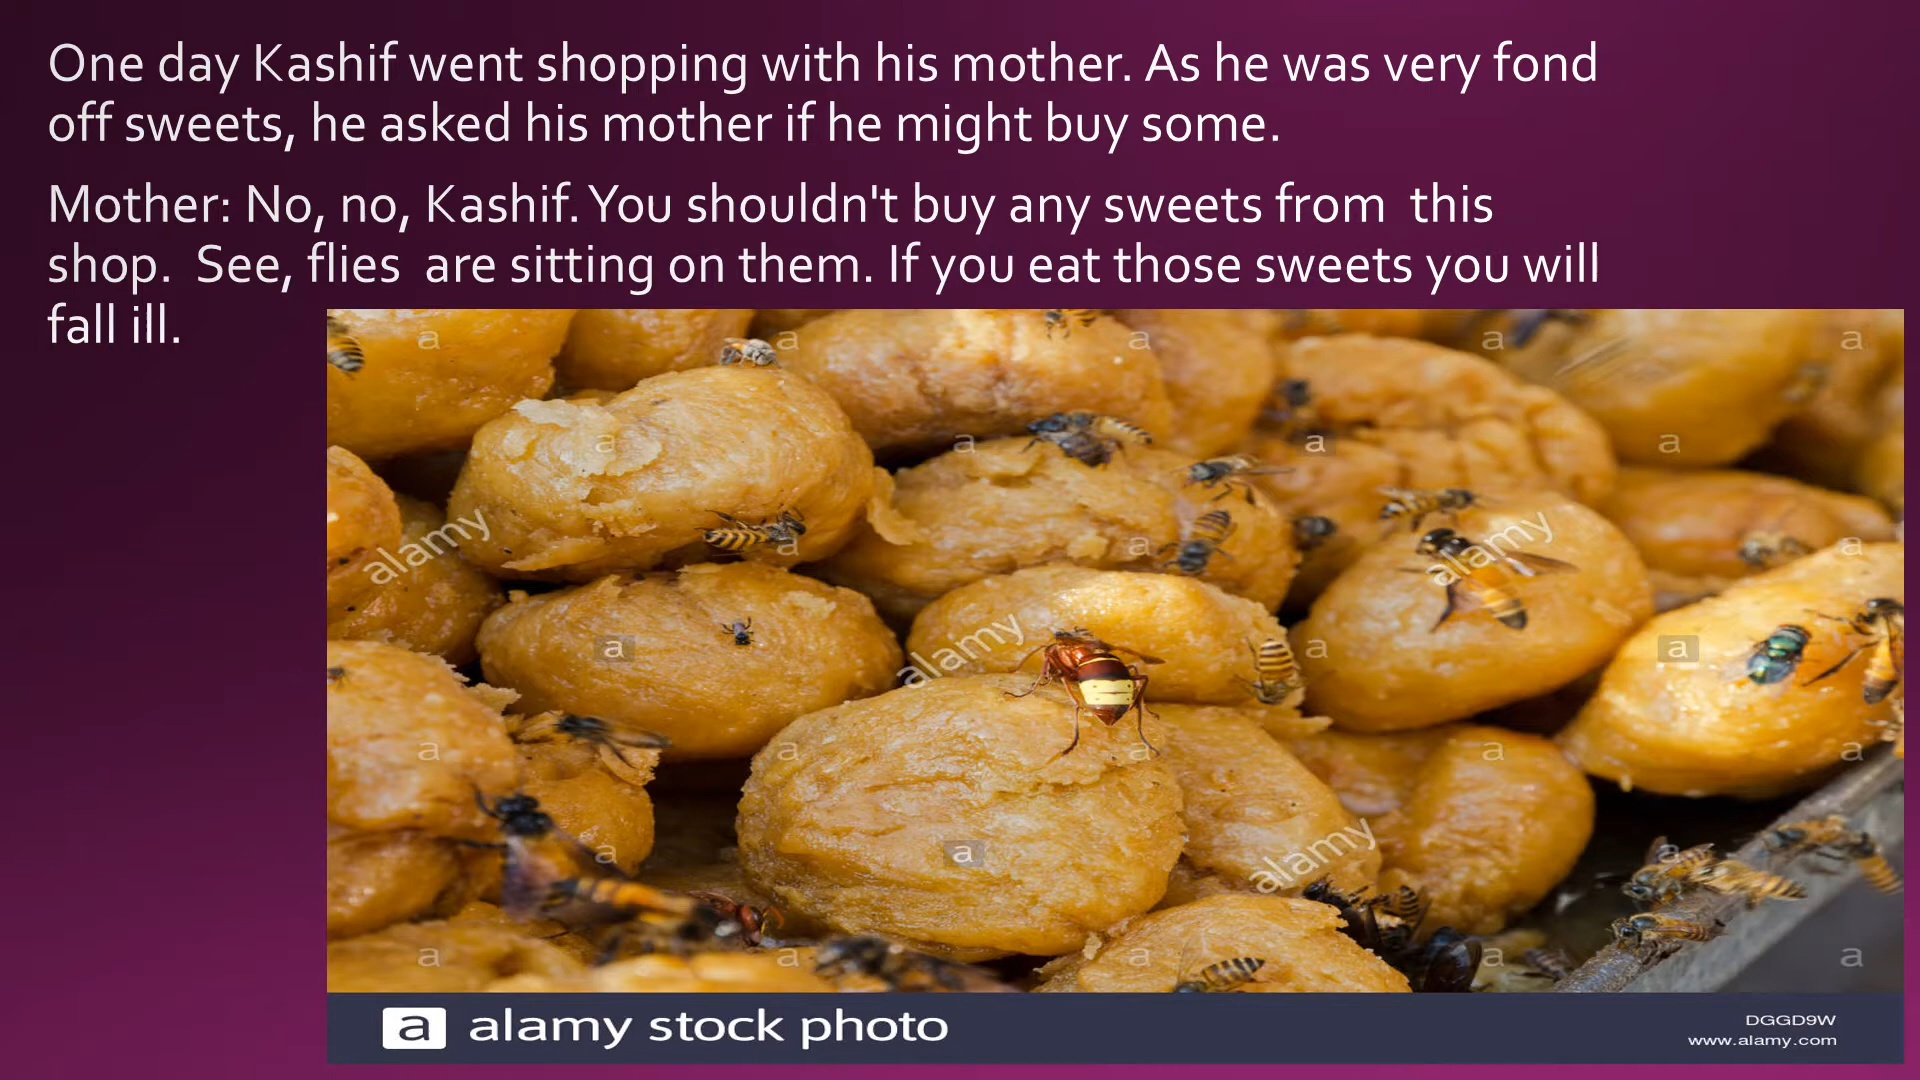 One day Kashif went shopping with his mother. As he was very fond
off sweets, he asked his mother if he might buy some.
Mother: No, no, Kashif. You shouldn't buy any sweets from  this
shop.  See, flies  are sitting on them. If you eat those sweets you will
fall ill.
a a a a a
a a a a a
alamy alamy
a a a
alamy
a a a
a a a a a
alamy
a a a
a a a a a
a alamy stock photo
DGGD9W
www.alamy.com